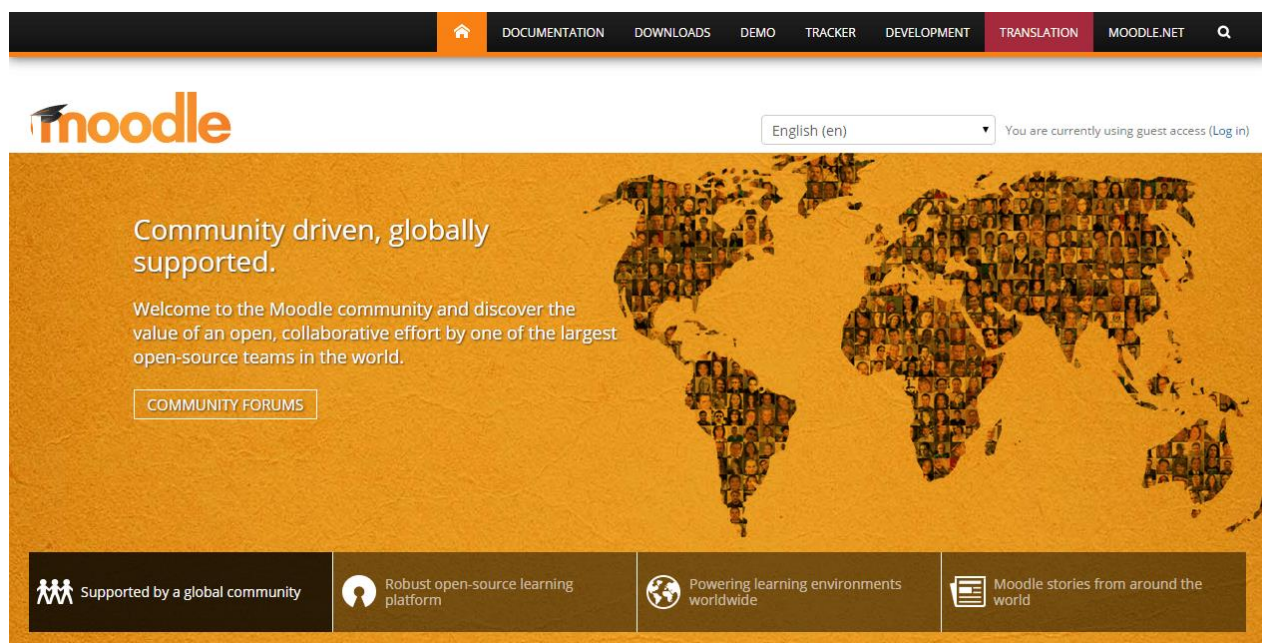 DOCUMENTATION DOWNLOADS DEMO TRACKER DEVELOPMENT TRANSLATION MOODLE.NET
moodle
English (en)
You are currently using guest access (Log in)
Community driven, globally
supported.
Welcome to the Moodle community and discover the
value of an open, collaborative effort by one of the largest
open-source teams in the world.
COMMUNITY FORUMS
Supported by a global community
Robust open-source learning
platform
Powering learning environments
worldwide
Moodle stories from around the
world